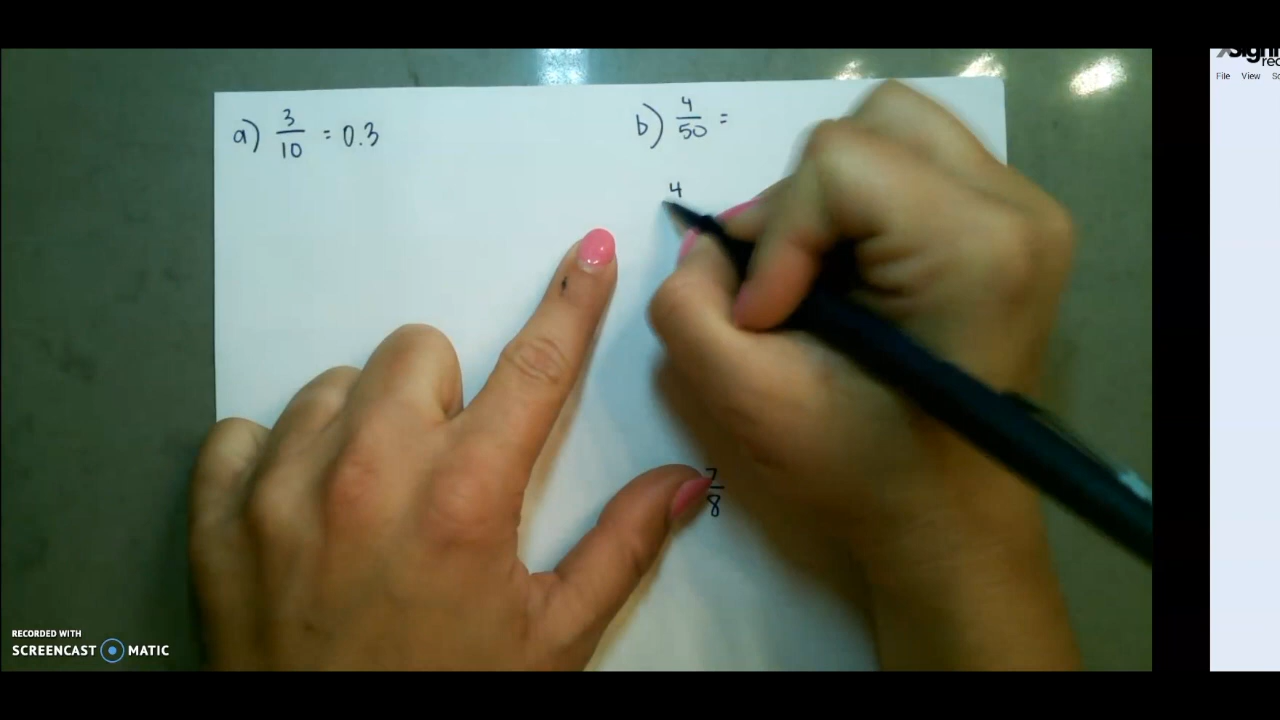 a) 3/10 = 0.3
b) 4/50 =
4
7/8
File View
RECORDED WITH
SCREENCAST MATIC